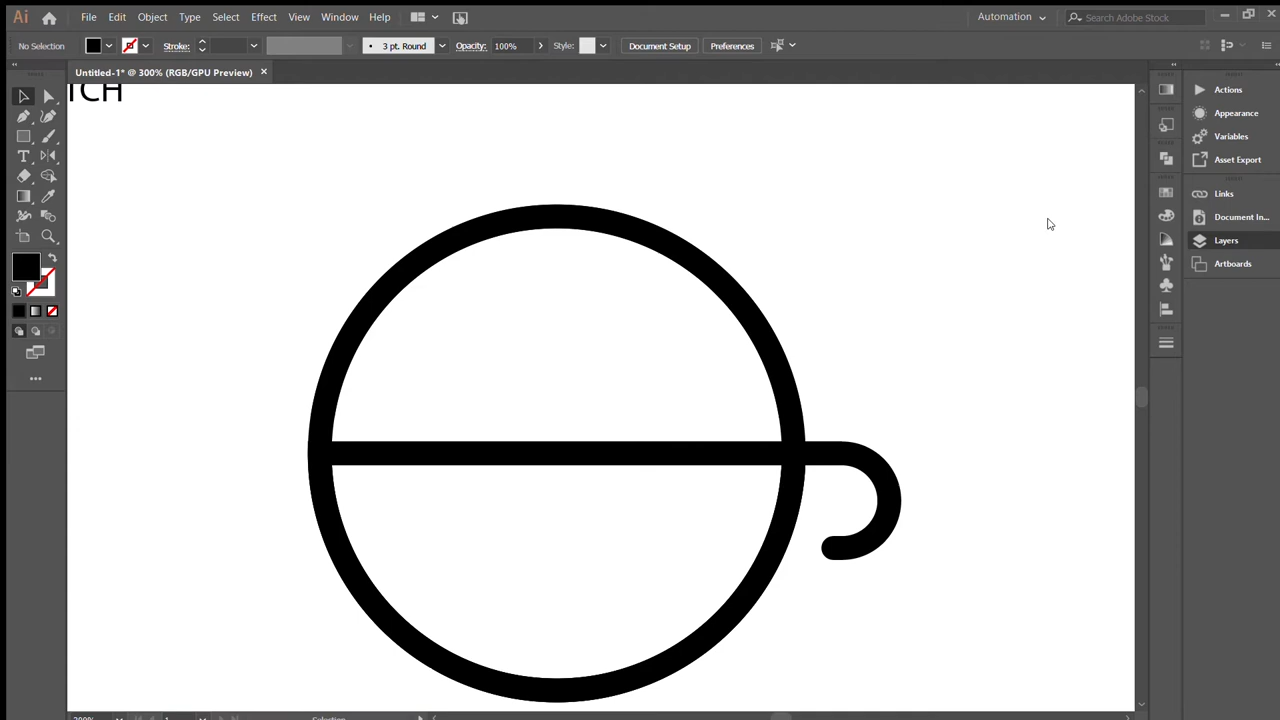 Ai File Edit Object Type Select Effect View Window Help Automation Search Adobe Stock
No Selection Stroke: 3 pt. Round Opacity: 100% Style: Document Setup Preferences
Untitled-1* @ 300% (RGB/GPU Preview)
TCH
Actions
Appearance
Variables
Asset Export
Links
Document In...
Layers
Artboards